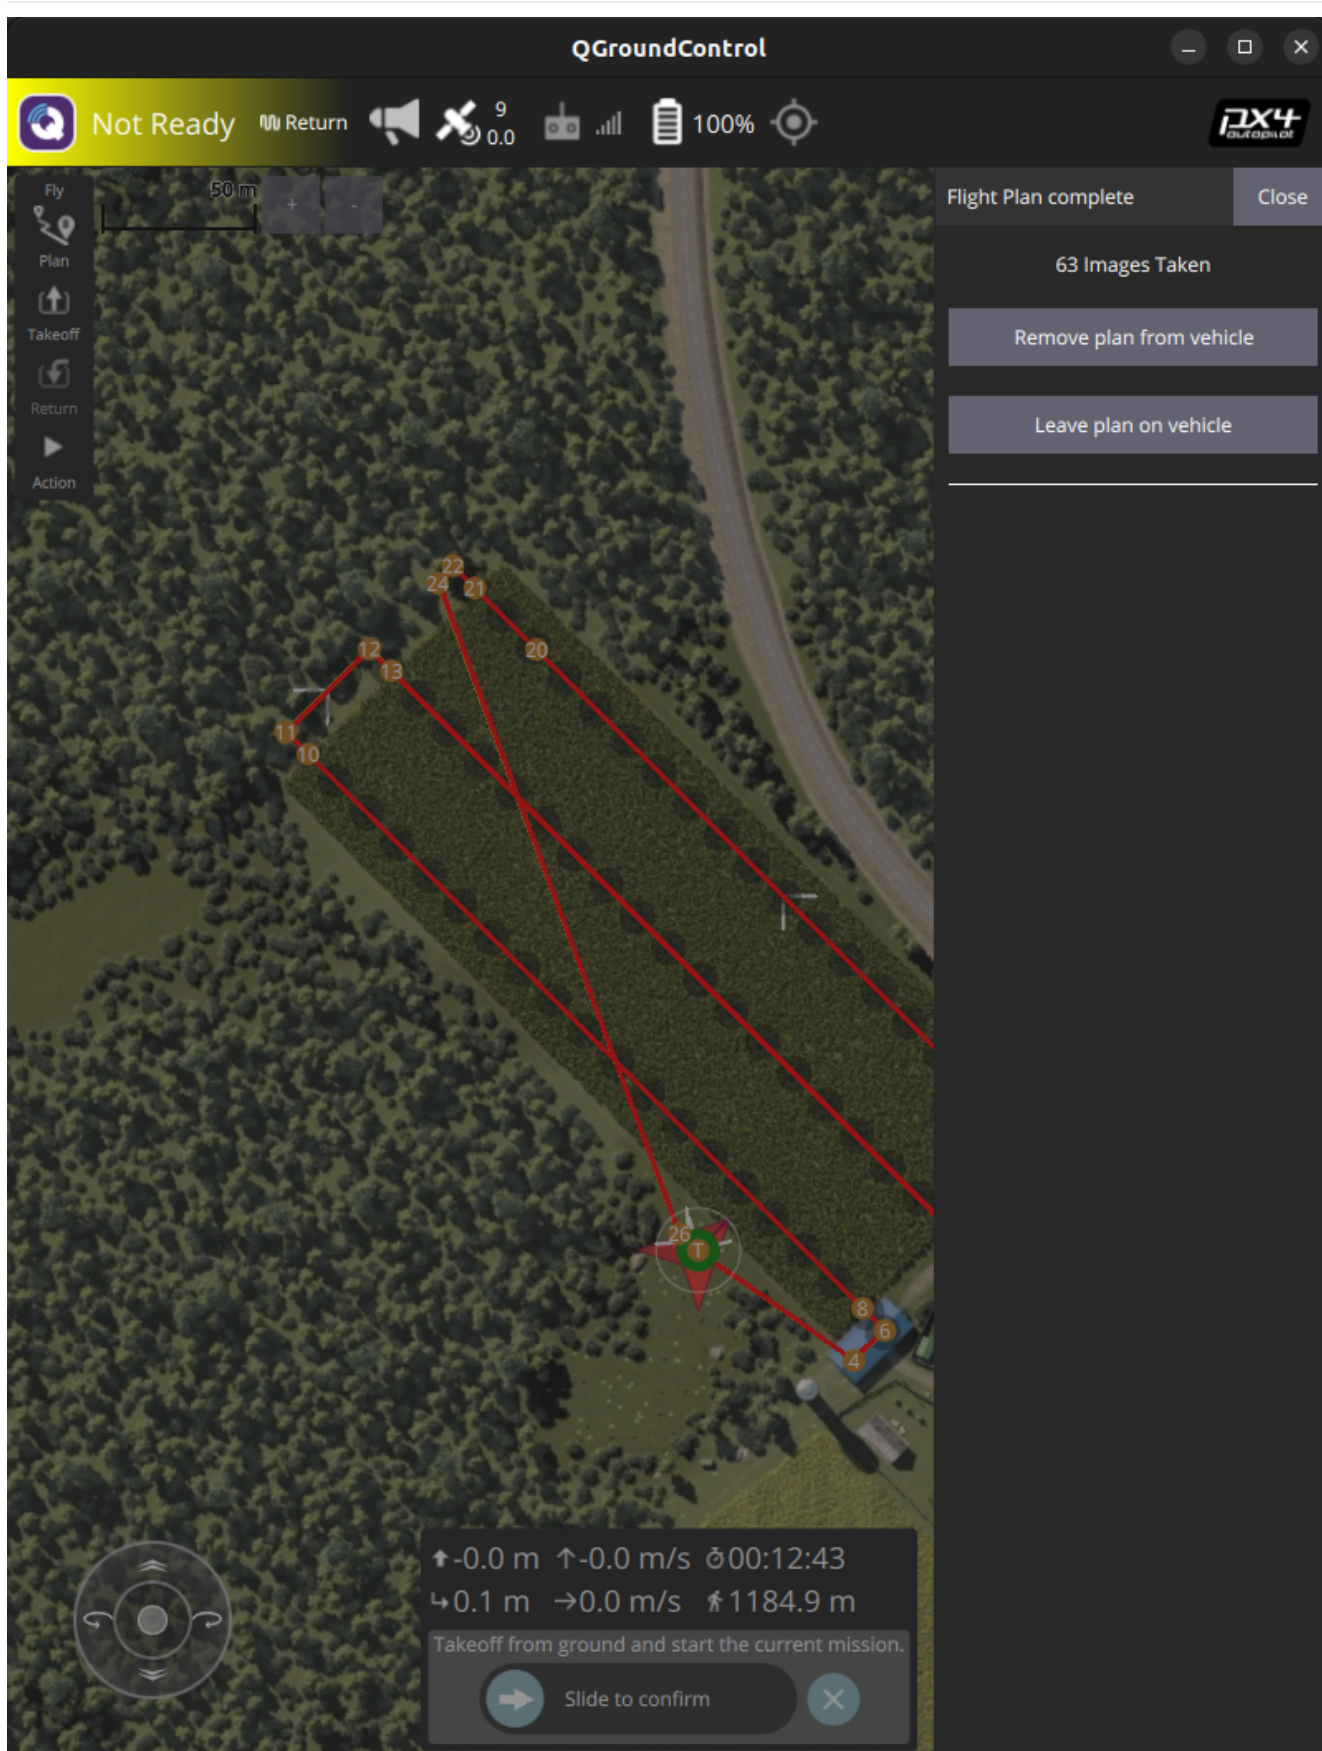 QGroundControl
Not Ready
Return
9
0.0
100%
PX4
autopilot
Fly
50 m
+
-
Plan
Takeoff
Return
Action
Flight Plan complete
Close
63 Images Taken
Remove plan from vehicle
Leave plan on vehicle
22
24
21
20
12
13
11
10
26
T
8
6
4
-0.0 m
-0.0 m/s
00:12:43
0.1 m
0.0 m/s
1184.9 m
Takeoff from ground and start the current mission.
Slide to confirm